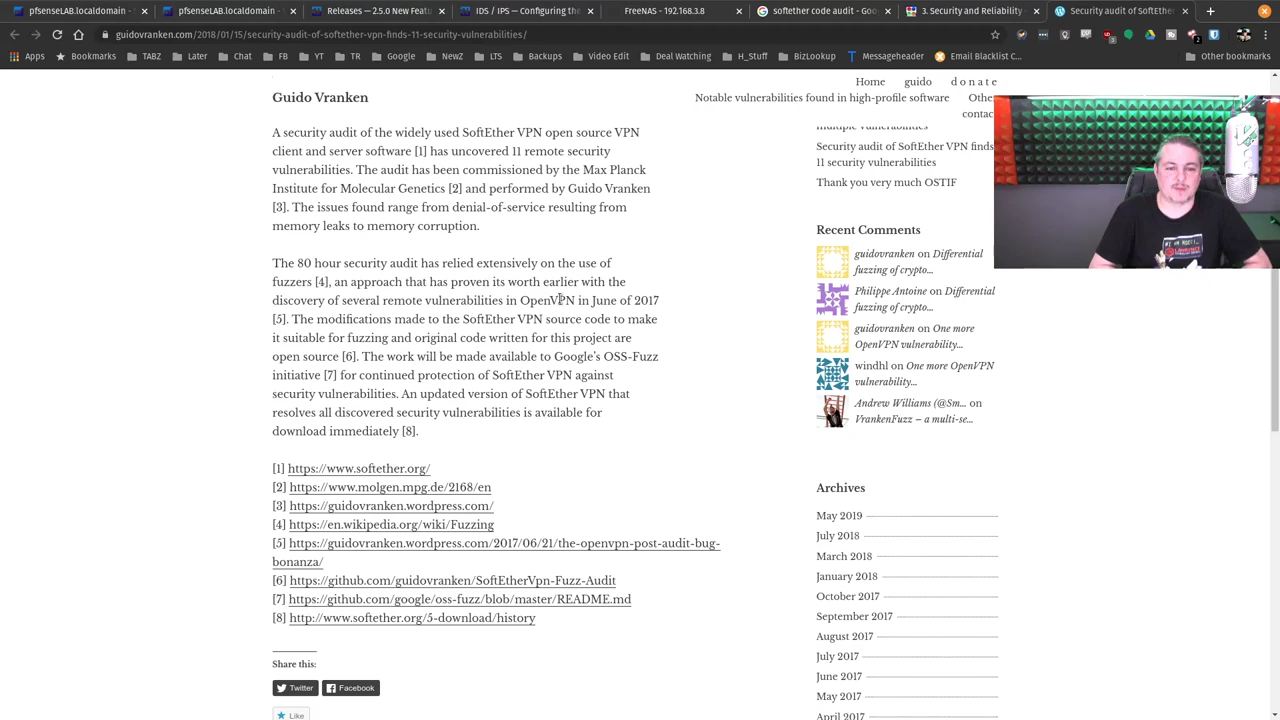 pfsenseLAB.localdomain -
pfSenseLAB.localdomain -
Releases — 2.5.0 New Featu
IDS / IPS — Configuring the
FreeNAS - 192.168.3.8
softether code audit - Goo
3. Security and Reliability -
Security Audit of SoftEther
guidovranken.com/2018/01/15/security-audit-of-softether-vpn-finds-11-security-vulnerabilities/
Apps
Bookmarks
TABZ
Later
Chat
FB
YT
TR
Google
NewZ
LTS
Backups
Video Edit
Deal Watching
H_Stuff
BizLookup
Messageheader
Email Blacklist C...
Other bookmarks
Guido Vranken
Home guido d o n a t e
Notable vulnerabilities found in high-profile software Othe
contac
A security audit of the widely used SoftEther VPN open source VPN
client and server software [1] has uncovered 11 remote security
vulnerabilities. The audit has been commissioned by the Max Planck
Institute for Molecular Genetics [2] and performed by Guido Vranken
[3]. The issues found range from denial-of-service resulting from
memory leaks to memory corruption.
The 80 hour security audit has relied extensively on the use of
fuzzers [4], an approach that has proven its worth earlier with the
discovery of several remote vulnerabilities in OpenVPN in June of 2017
[5]. The modifications made to the SoftEther VPN source code to make
it suitable for fuzzing and original code written for this project are
open source [6]. The work will be made available to Google's OSS-Fuzz
initiative [7] for continued protection of SoftEther VPN against
security vulnerabilities. An updated version of SoftEther VPN that
resolves all discovered security vulnerabilities is available for
download immediately [8].
[1] https://www.softether.org/
[2] https://www.molgen.mpg.de/2168/en
[3] https://guidovranken.wordpress.com/
[4] https://en.wikipedia.org/wiki/Fuzzing
[5] https://guidovranken.wordpress.com/2017/06/21/the-openvpn-post-audit-bug-
bonanza/
[6] https://github.com/guidovranken/SoftEtherVpn-Fuzz-Audit
[7] https://github.com/google/oss-fuzz/blob/master/README.md
[8] http://www.softether.org/5-download/history
Share this:
Twitter
Facebook
Like
multiple vulnerabilities
Security audit of SoftEther VPN finds
11 security vulnerabilities
Thank you very much OSTIF
Recent Comments
guidovranken on Differential
fuzzing of crypto...
Philippe Antoine on Differential
fuzzing of crypto...
guidovranken on One more
OpenVPN vulnerability...
windhl on One more OpenVPN
vulnerability...
Andrew Williams (@Sm... on
VrankenFuzz – a multi-se...
Archives
May 2019
July 2018
March 2018
January 2018
October 2017
September 2017
August 2017
July 2017
June 2017
May 2017
April 2017